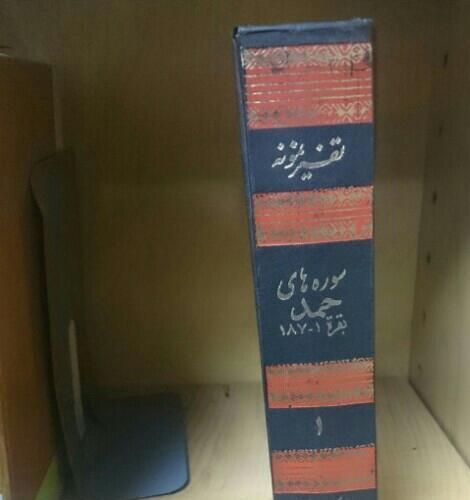 تفسیر نمونه
سوره های
حمد
بقرة ۱-۱۸۷
۱